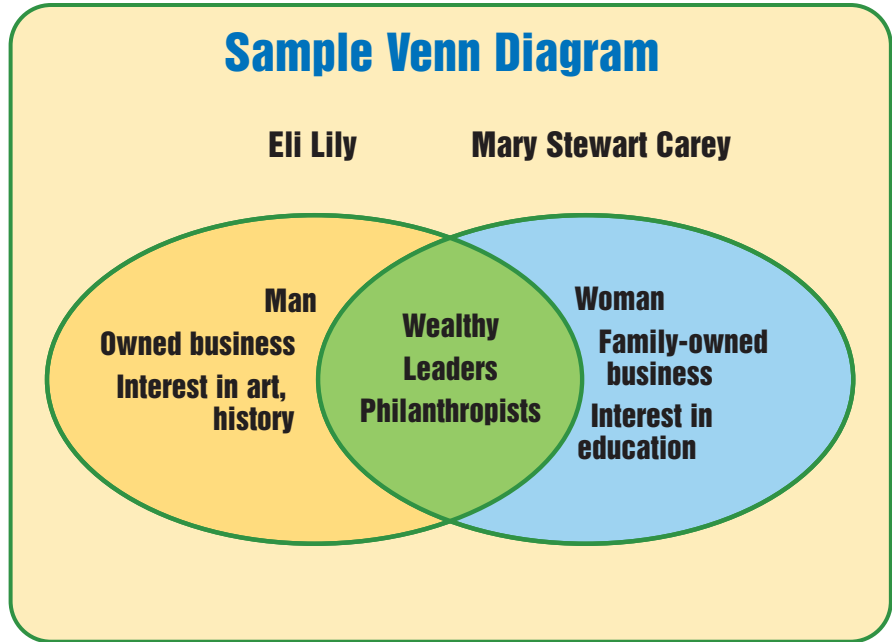 Sample Venn Diagram
Eli Lily
Mary Stewart Carey
Man
Owned business
Interest in art,
history
Wealthy
Leaders
Philanthropists
Woman
Family-owned
business
Interest in
education